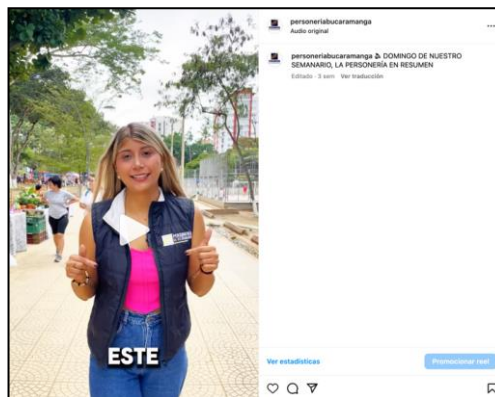 personeriabucaramanga
Audio original
personeriabucaramanga 🏃 DOMINGO DE NUESTRO
SEMANARIO, LA PERSONERÍA EN RESUMEN
Editado · 3 sem Ver traducción
ESTE
Ver estadísticas
Promocionar reel